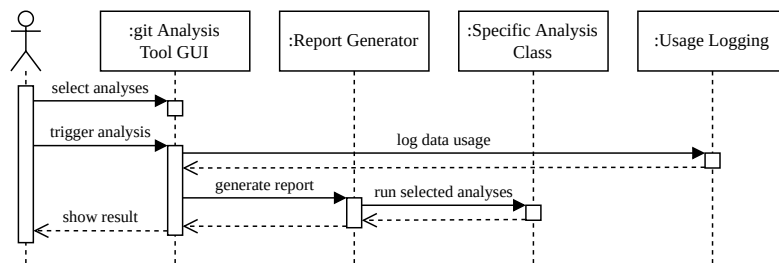 :git Analysis
Tool GUI
:Report Generator
:Specific Analysis
Class
:Usage Logging
select analyses
trigger analysis
log data usage
generate report
run selected analyses
show result